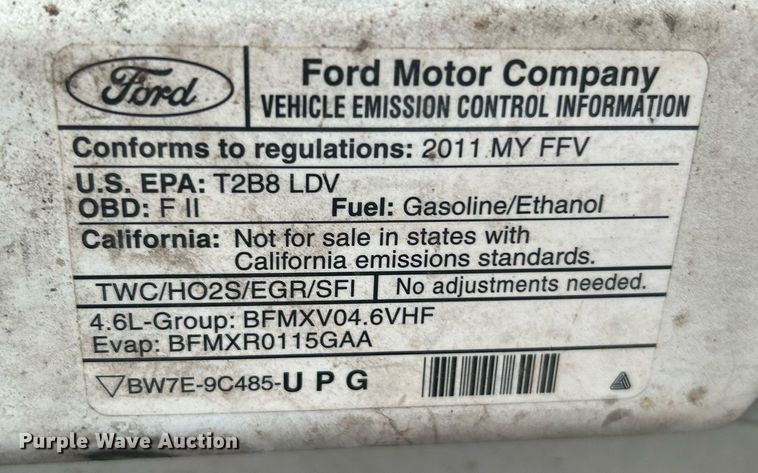 Ford
Ford Motor Company
VEHICLE EMISSION CONTROL INFORMATION
Conforms to regulations: 2011 MY FFV
U.S. EPA: T2B8 LDV
OBD: F II Fuel: Gasoline/Ethanol
California: Not for sale in states with
California emissions standards.
TWC/HO2S/EGR/SFI No adjustments needed.
4.6L-Group: BFMXV04.6VHF
Evap: BFMXR0115GAA
▽BW7E-9C485-U P G
Purple Wave Auction